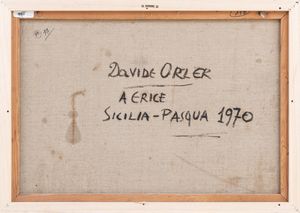 DAVIDE ORLER
A ERICE
SICILIA - PASQUA 1970